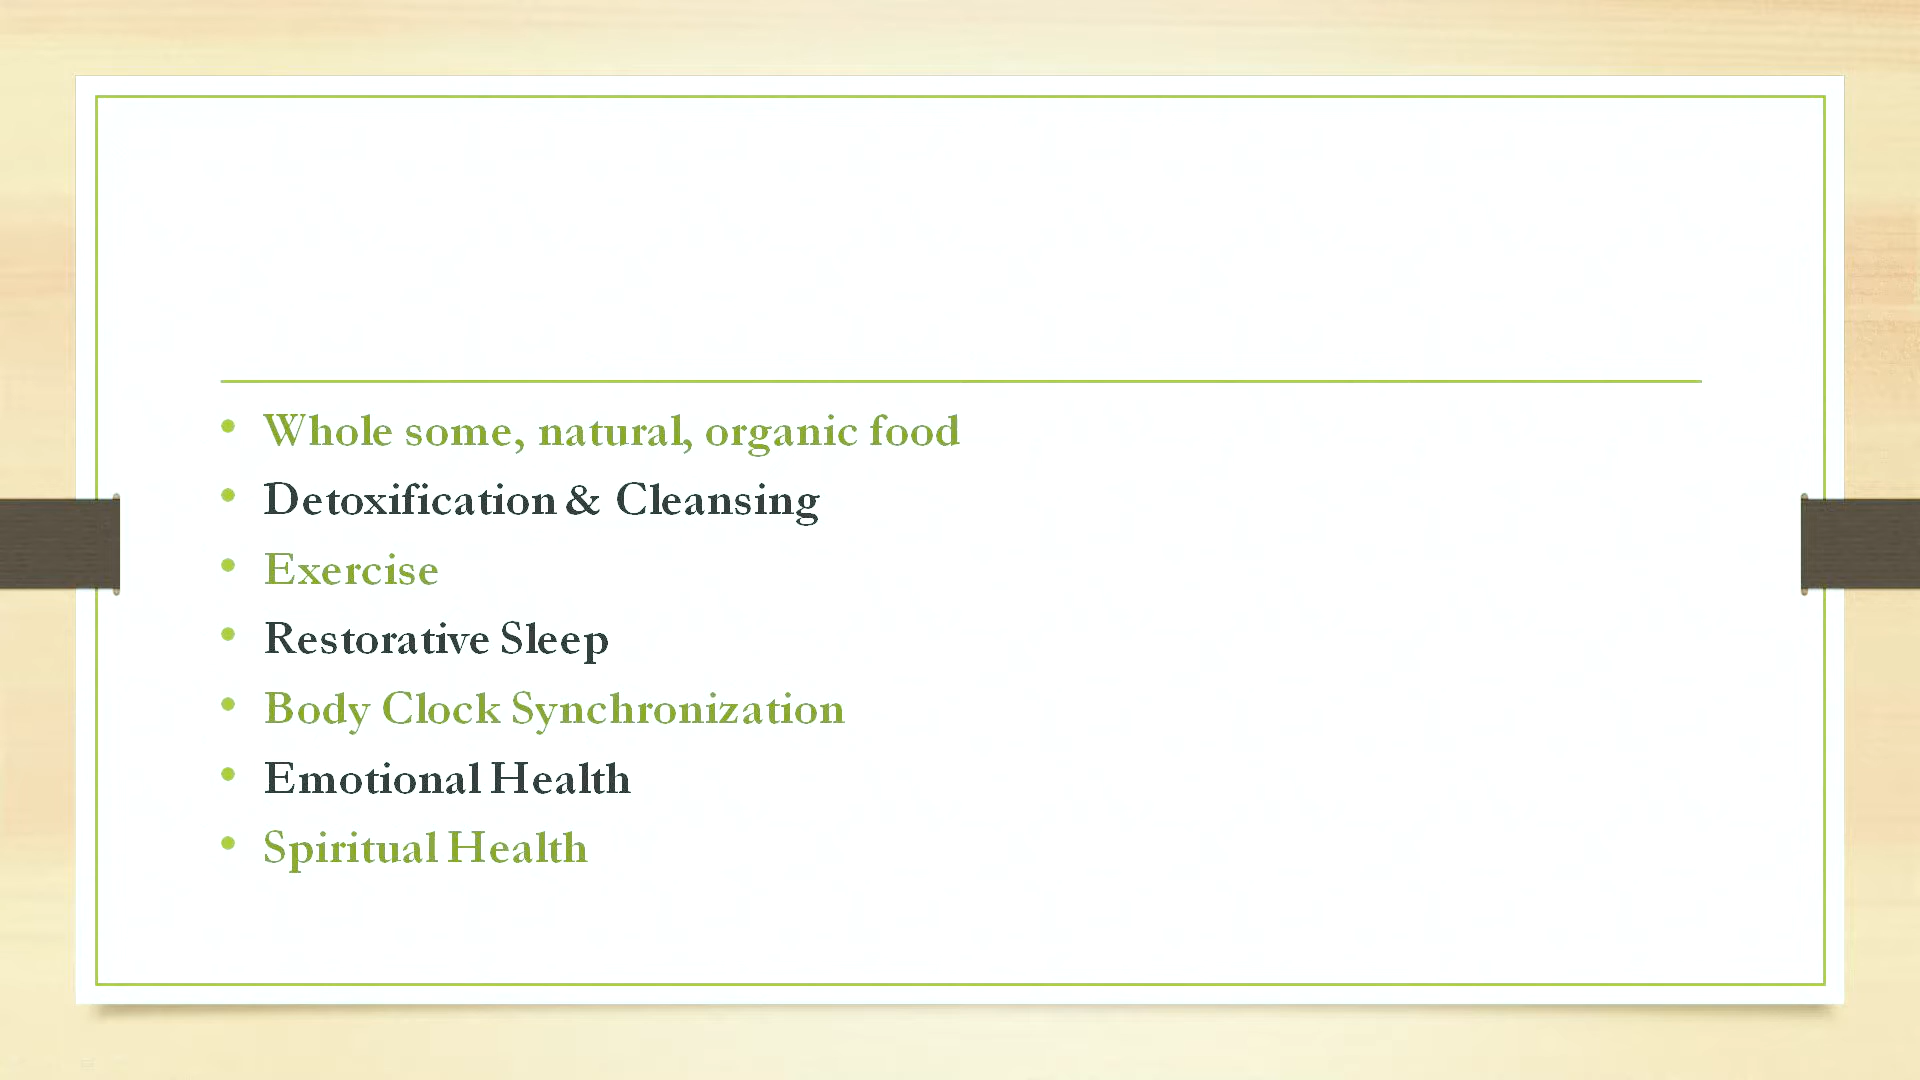 • Whole some, natural, organic food
• Detoxification & Cleansing
• Exercise
• Restorative Sleep
• Body Clock Synchronization
• Emotional Health
• Spiritual Health